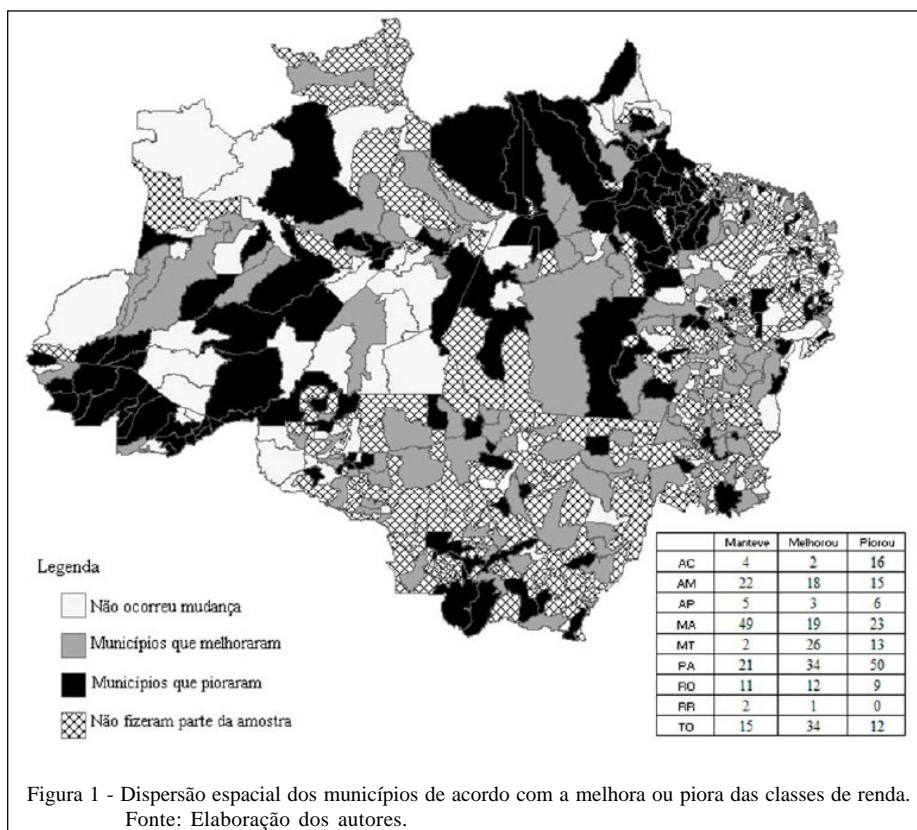 Manteve Melhorou Piorou
AC 4 2 16
AM 22 18 15
AP 5 3 6
MA 49 19 23
MT 2 26 13
PA 21 34 50
RO 11 12 9
RR 2 1 0
TO 15 34 12
Legenda
Não ocorreu mudança
Municípios que melhoraram
Municípios que pioraram
Não fizeram parte da amostra
Figura 1 - Dispersão espacial dos municípios de acordo com a melhora ou piora das classes de renda.
Fonte: Elaboração dos autores.